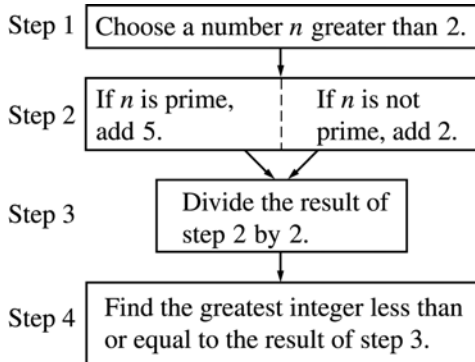 Step 1
Choose a number n greater than 2.
Step 2
If n is prime,
add 5.
If n is not
prime, add 2.
Step 3
Divide the result of
step 2 by 2.
Step 4
Find the greatest integer less than
or equal to the result of step 3.